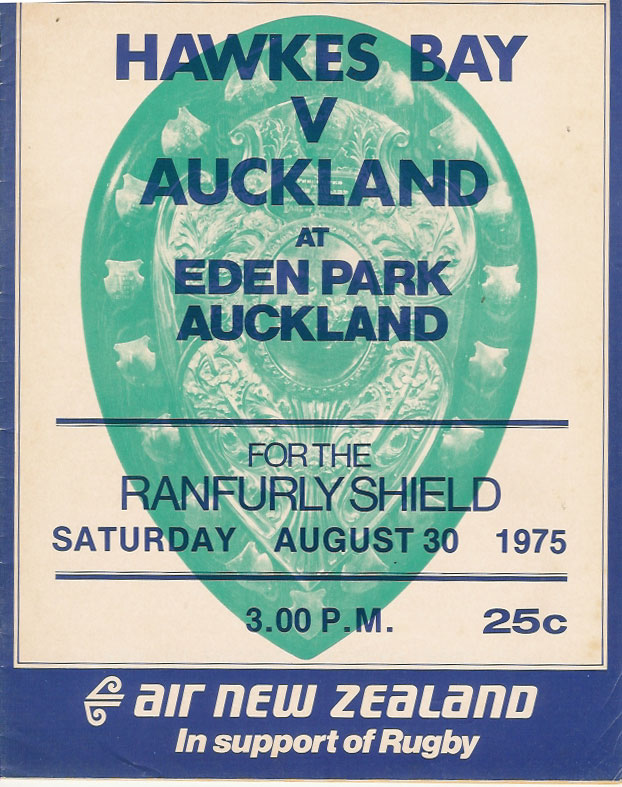 HAWKES BAY
V
AUCKLAND
AT
EDEN PARK
AUCKLAND
FOR THE
RANFURLY SHIELD
SATURDAY AUGUST 30 1975
3.00 P.M. 25c
air new zealand
In support of Rugby